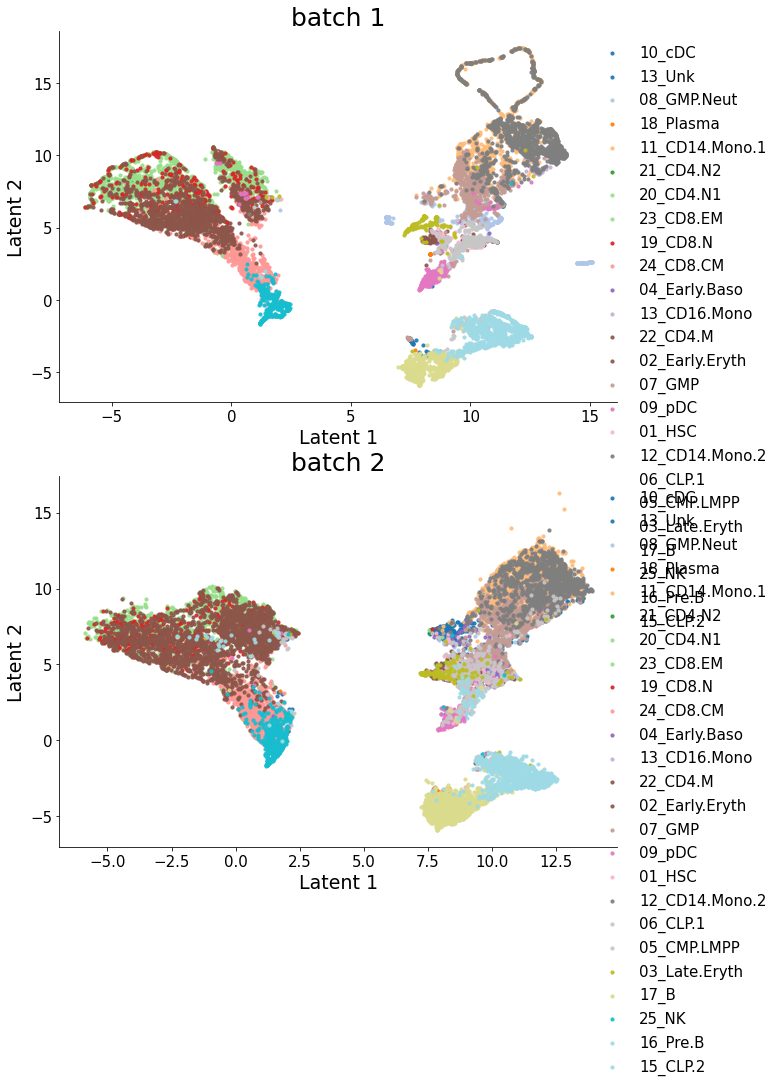 batch 1
15
10
5
0
−5
Latent 2
−5
0
5
10
15
Latent 1
10_cDC
13_Unk
08_GMP.Neut
18_Plasma
11_CD14.Mono.1
21_CD4.N2
20_CD4.N1
23_CD8.EM
19_CD8.N
24_CD8.CM
04_Early.Baso
13_CD16.Mono
22_CD4.M
02_Early.Eryth
07_GMP
09_pDC
01_HSC
12_CD14.Mono.2
06_CLP.1
05_CMP.LMPP
03_Late.Eryth
17_B
25_NK
16_Pre.B
15_CLP.2
batch 2
15
10
5
0
−5
Latent 2
−5.0
−2.5
0.0
2.5
5.0
7.5
10.0
12.5
Latent 1
10_cDC
13_Unk
08_GMP.Neut
18_Plasma
11_CD14.Mono.1
21_CD4.N2
20_CD4.N1
23_CD8.EM
19_CD8.N
24_CD8.CM
04_Early.Baso
13_CD16.Mono
22_CD4.M
02_Early.Eryth
07_GMP
09_pDC
01_HSC
12_CD14.Mono.2
06_CLP.1
05_CMP.LMPP
03_Late.Eryth
17_B
25_NK
16_Pre.B
15_CLP.2